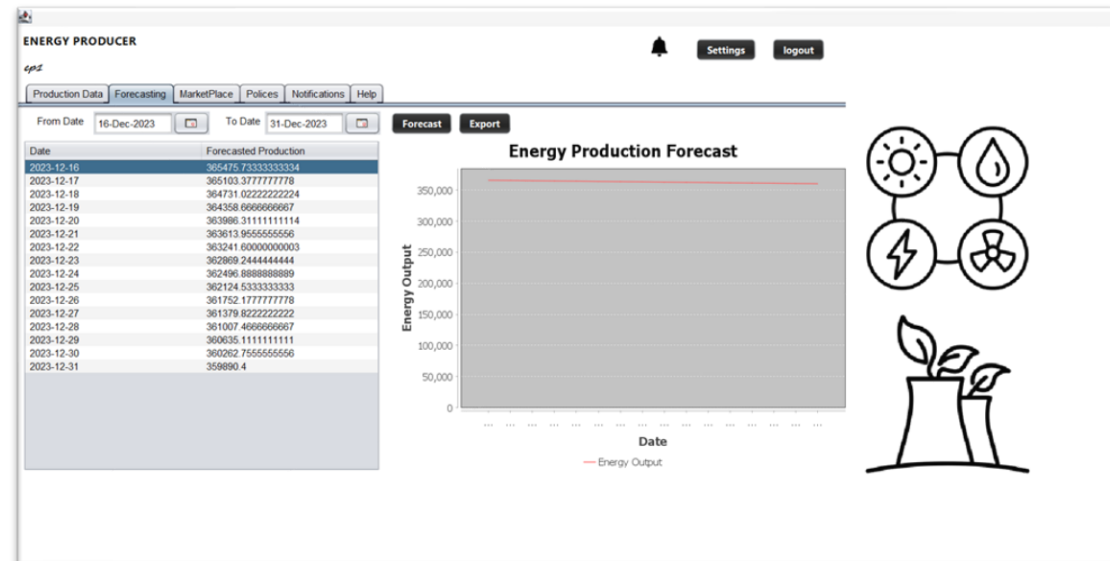 ENERGY PRODUCER
Settings logout
ep1
Production Data Forecasting MarketPlace Polices Notifications Help
From Date 16-Dec-2023 To Date 31-Dec-2023 Forecast Export
Date Forecasted Production
2023-12-16 365475.73333333334
2023-12-17 365103.3777777778
2023-12-18 364731.02222222224
2023-12-19 364358.6666666667
2023-12-20 363986.31111111114
2023-12-21 363613.9555555556
2023-12-22 363241.60000000003
2023-12-23 362869.2444444444
2023-12-24 362496.8888888889
2023-12-25 362124.5333333333
2023-12-26 361752.1777777778
2023-12-27 361379.8222222222
2023-12-28 361007.4666666667
2023-12-29 360635.1111111111
2023-12-30 360262.7555555556
2023-12-31 359890.4
Energy Production Forecast
Energy Output
350,000
300,000
250,000
200,000
150,000
100,000
50,000
0
... ... ... ... ... ... ... ... ... ... ... ... ... ... ... ...
Date
Energy Output